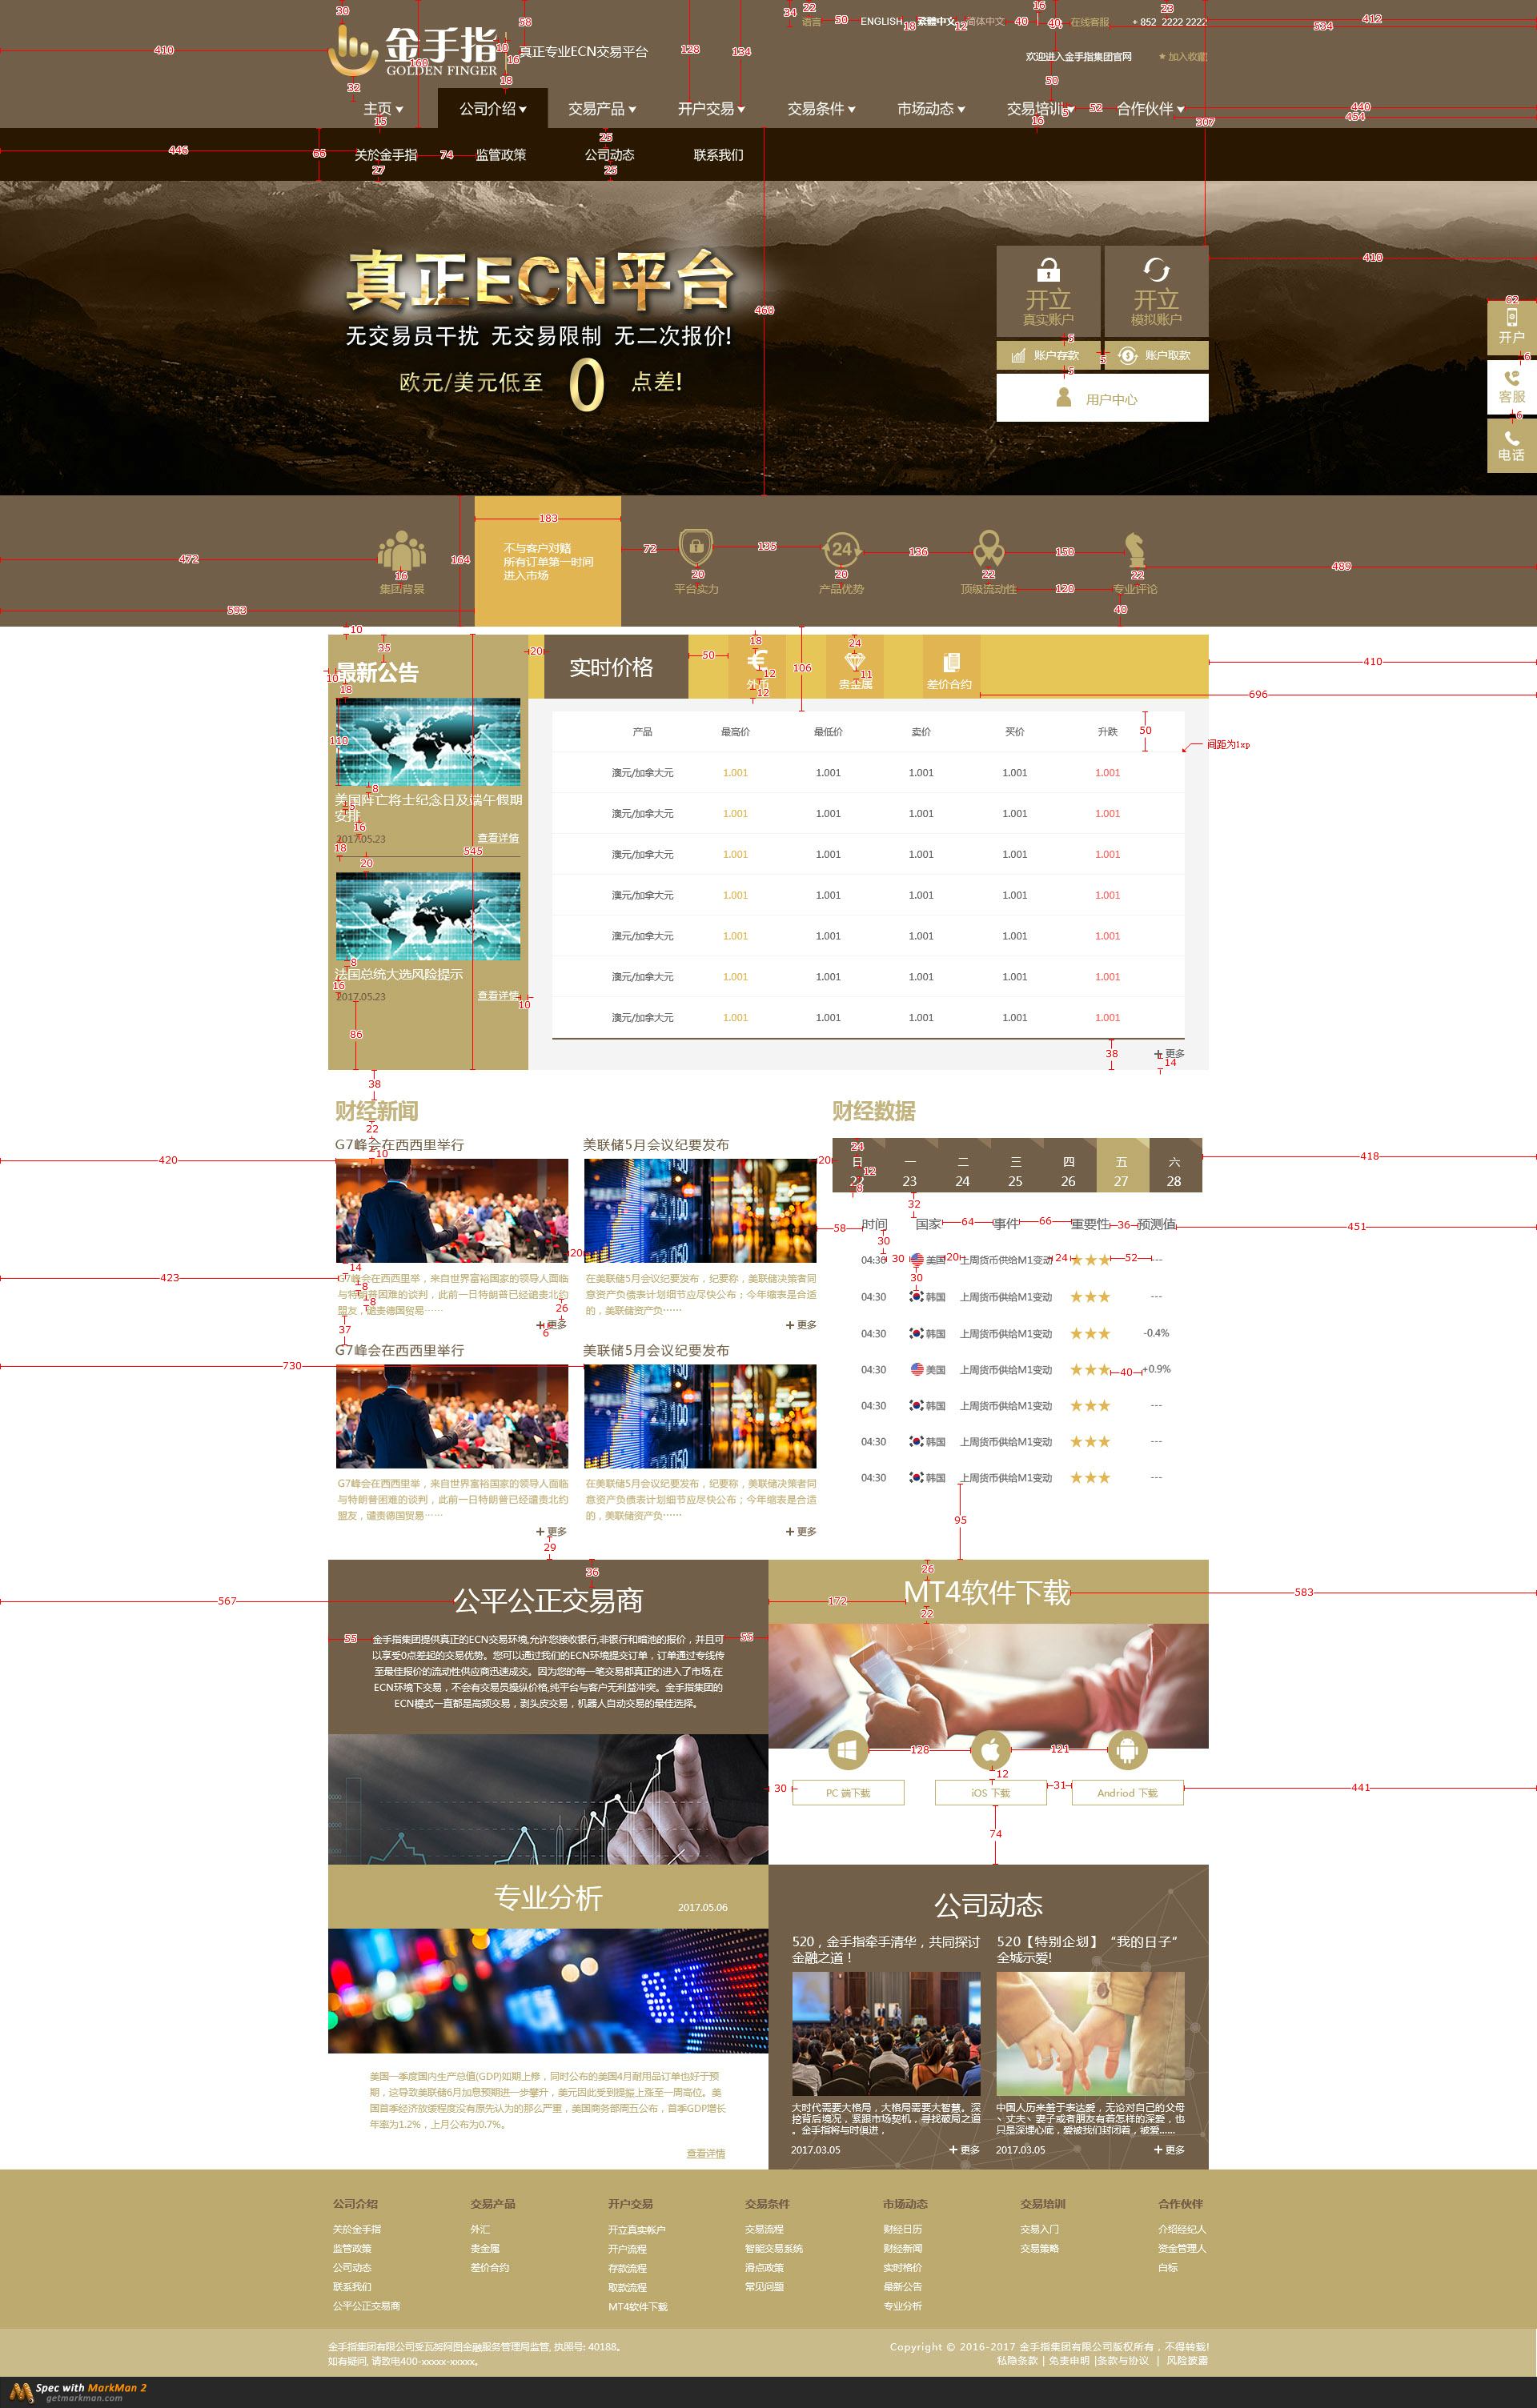 语言 ENGLISH 繁體中文 简体中文 在线客服 + 852 2222 2222
金手指
GOLDEN FINGER
真正专业ECN交易平台
欢迎进入金手指集团官网 加入收藏
主页 公司介绍 交易产品 开户交易 交易条件 市场动态 交易培训 合作伙伴
关於金手指 监管政策 公司动态 联系我们
真正ECN平台
无交易员干扰 无交易限制 无二次报价!
欧元/美元低至 0 点差!
开立 真实账户
开立 模拟账户
账户存款 账户取款
用户中心
开户
客服
电话
集团背景
不与客户对赌
所有订单第一时间
进入市场
平台实力
24
产品优势
顶级流动性
专业评论
最新公告
美国阵亡将士纪念日及端午假期
安排
2017.05.23 查看详情
法国总统大选风险提示
2017.05.23 查看详情
实时价格 外币 贵金属 差价合约
产品 最高价 最低价 卖价 买价 升跌
间距为1xp
澳元/加拿大元 1.001 1.001 1.001 1.001 1.001
澳元/加拿大元 1.001 1.001 1.001 1.001 1.001
澳元/加拿大元 1.001 1.001 1.001 1.001 1.001
澳元/加拿大元 1.001 1.001 1.001 1.001 1.001
澳元/加拿大元 1.001 1.001 1.001 1.001 1.001
澳元/加拿大元 1.001 1.001 1.001 1.001 1.001
澳元/加拿大元 1.001 1.001 1.001 1.001 1.001
更多
财经新闻
G7峰会在西西里举行
G7峰会在西西里举，来自世界富裕国家的领导人面临
与特朗普困难的谈判，此前一日特朗普已经谴责北约
盟友，谴责德国贸易……
更多
美联储5月会议纪要发布
在美联储5月会议纪要发布，纪要称，美联储决策者同
意资产负债表计划细节应尽快公布；今年缩表是合适
的，美联储资产负……
更多
G7峰会在西西里举行
G7峰会在西西里举，来自世界富裕国家的领导人面临
与特朗普困难的谈判，此前一日特朗普已经谴责北约
盟友，谴责德国贸易……
更多
美联储5月会议纪要发布
在美联储5月会议纪要发布，纪要称，美联储决策者同
意资产负债表计划细节应尽快公布；今年缩表是合适
的，美联储资产负……
更多
财经数据
日 一 二 三 四 五 六
22 23 24 25 26 27 28
时间 国家 事件 重要性 预测值
04:30 美国 上周货币供给M1变动 ---
04:30 韩国 上周货币供给M1变动 ---
04:30 韩国 上周货币供给M1变动 -0.4%
04:30 美国 上周货币供给M1变动 +0.9%
04:30 韩国 上周货币供给M1变动 ---
04:30 韩国 上周货币供给M1变动 ---
04:30 韩国 上周货币供给M1变动 ---
公平公正交易商
金手指集团提供真正的ECN交易环境,允许您接收银行,非银行和暗池的报价，并且可
以享受0点差起的交易优势。您可以通过我们的ECN环境提交订单，订单通过专线传
至最佳报价的流动性供应商迅速成交。因为您的每一笔交易都真正的进入了市场,在
ECN环境下交易，不会有交易员操纵价格,纯平台与客户无利益冲突。金手指集团的
ECN模式一直都是高频交易，剥头皮交易，机器人自动交易的最佳选择。
MT4软件下载
PC 端下载 iOS 下载 Andriod 下载
专业分析 2017.05.06
美国一季度国内生产总值(GDP)如期上修，同时公布的美国4月耐用品订单也好于预
期，这导致美联储6月加息预期进一步攀升，美元因此受到提振上涨至一周高位。美
国首季经济放缓程度没有原先认为的那么严重，美国商务部周五公布，首季GDP增长
年率为1.2%，上月公布为0.7%。
查看详情
公司动态
520，金手指牵手清华，共同探讨
金融之道！
大时代需要大格局，大格局需要大智慧。深
挖背后境况，紧跟市场契机，寻找破局之道
。金手指将与时俱进，
2017.03.05 更多
520【特别企划】 “我的日子”
全城示爱!
中国人历来羞于表达爱，无论对自己的父母
、丈夫、妻子或者朋友有着怎样的深爱，也
只是深埋心底，爱被我们封闭着，被爱......
2017.03.05 更多
公司介绍 交易产品 开户交易 交易条件 市场动态 交易培训 合作伙伴
关於金手指 外汇 开立真实帐户 交易流程 财经日历 交易入门 介绍经纪人
监管政策 贵金属 开户流程 智能交易系统 财经新闻 交易策略 资金管理人
公司动态 差价合约 存款流程 滑点政策 实时格价 白标
联系我们 取款流程 常见问题 最新公告
公平公正交易商 MT4软件下载 专业分析
金手指集团有限公司受瓦努阿图金融服务管理局监管, 执照号: 40188。
如有疑问, 请致电400-xxxxx-xxxxx。
Copyright © 2016-2017 金手指集团有限公司版权所有，不得转载!
私隐条款 | 免责申明 |条款与协议 | 风险披露
Spec with MarkMan 2
getmarkman.com